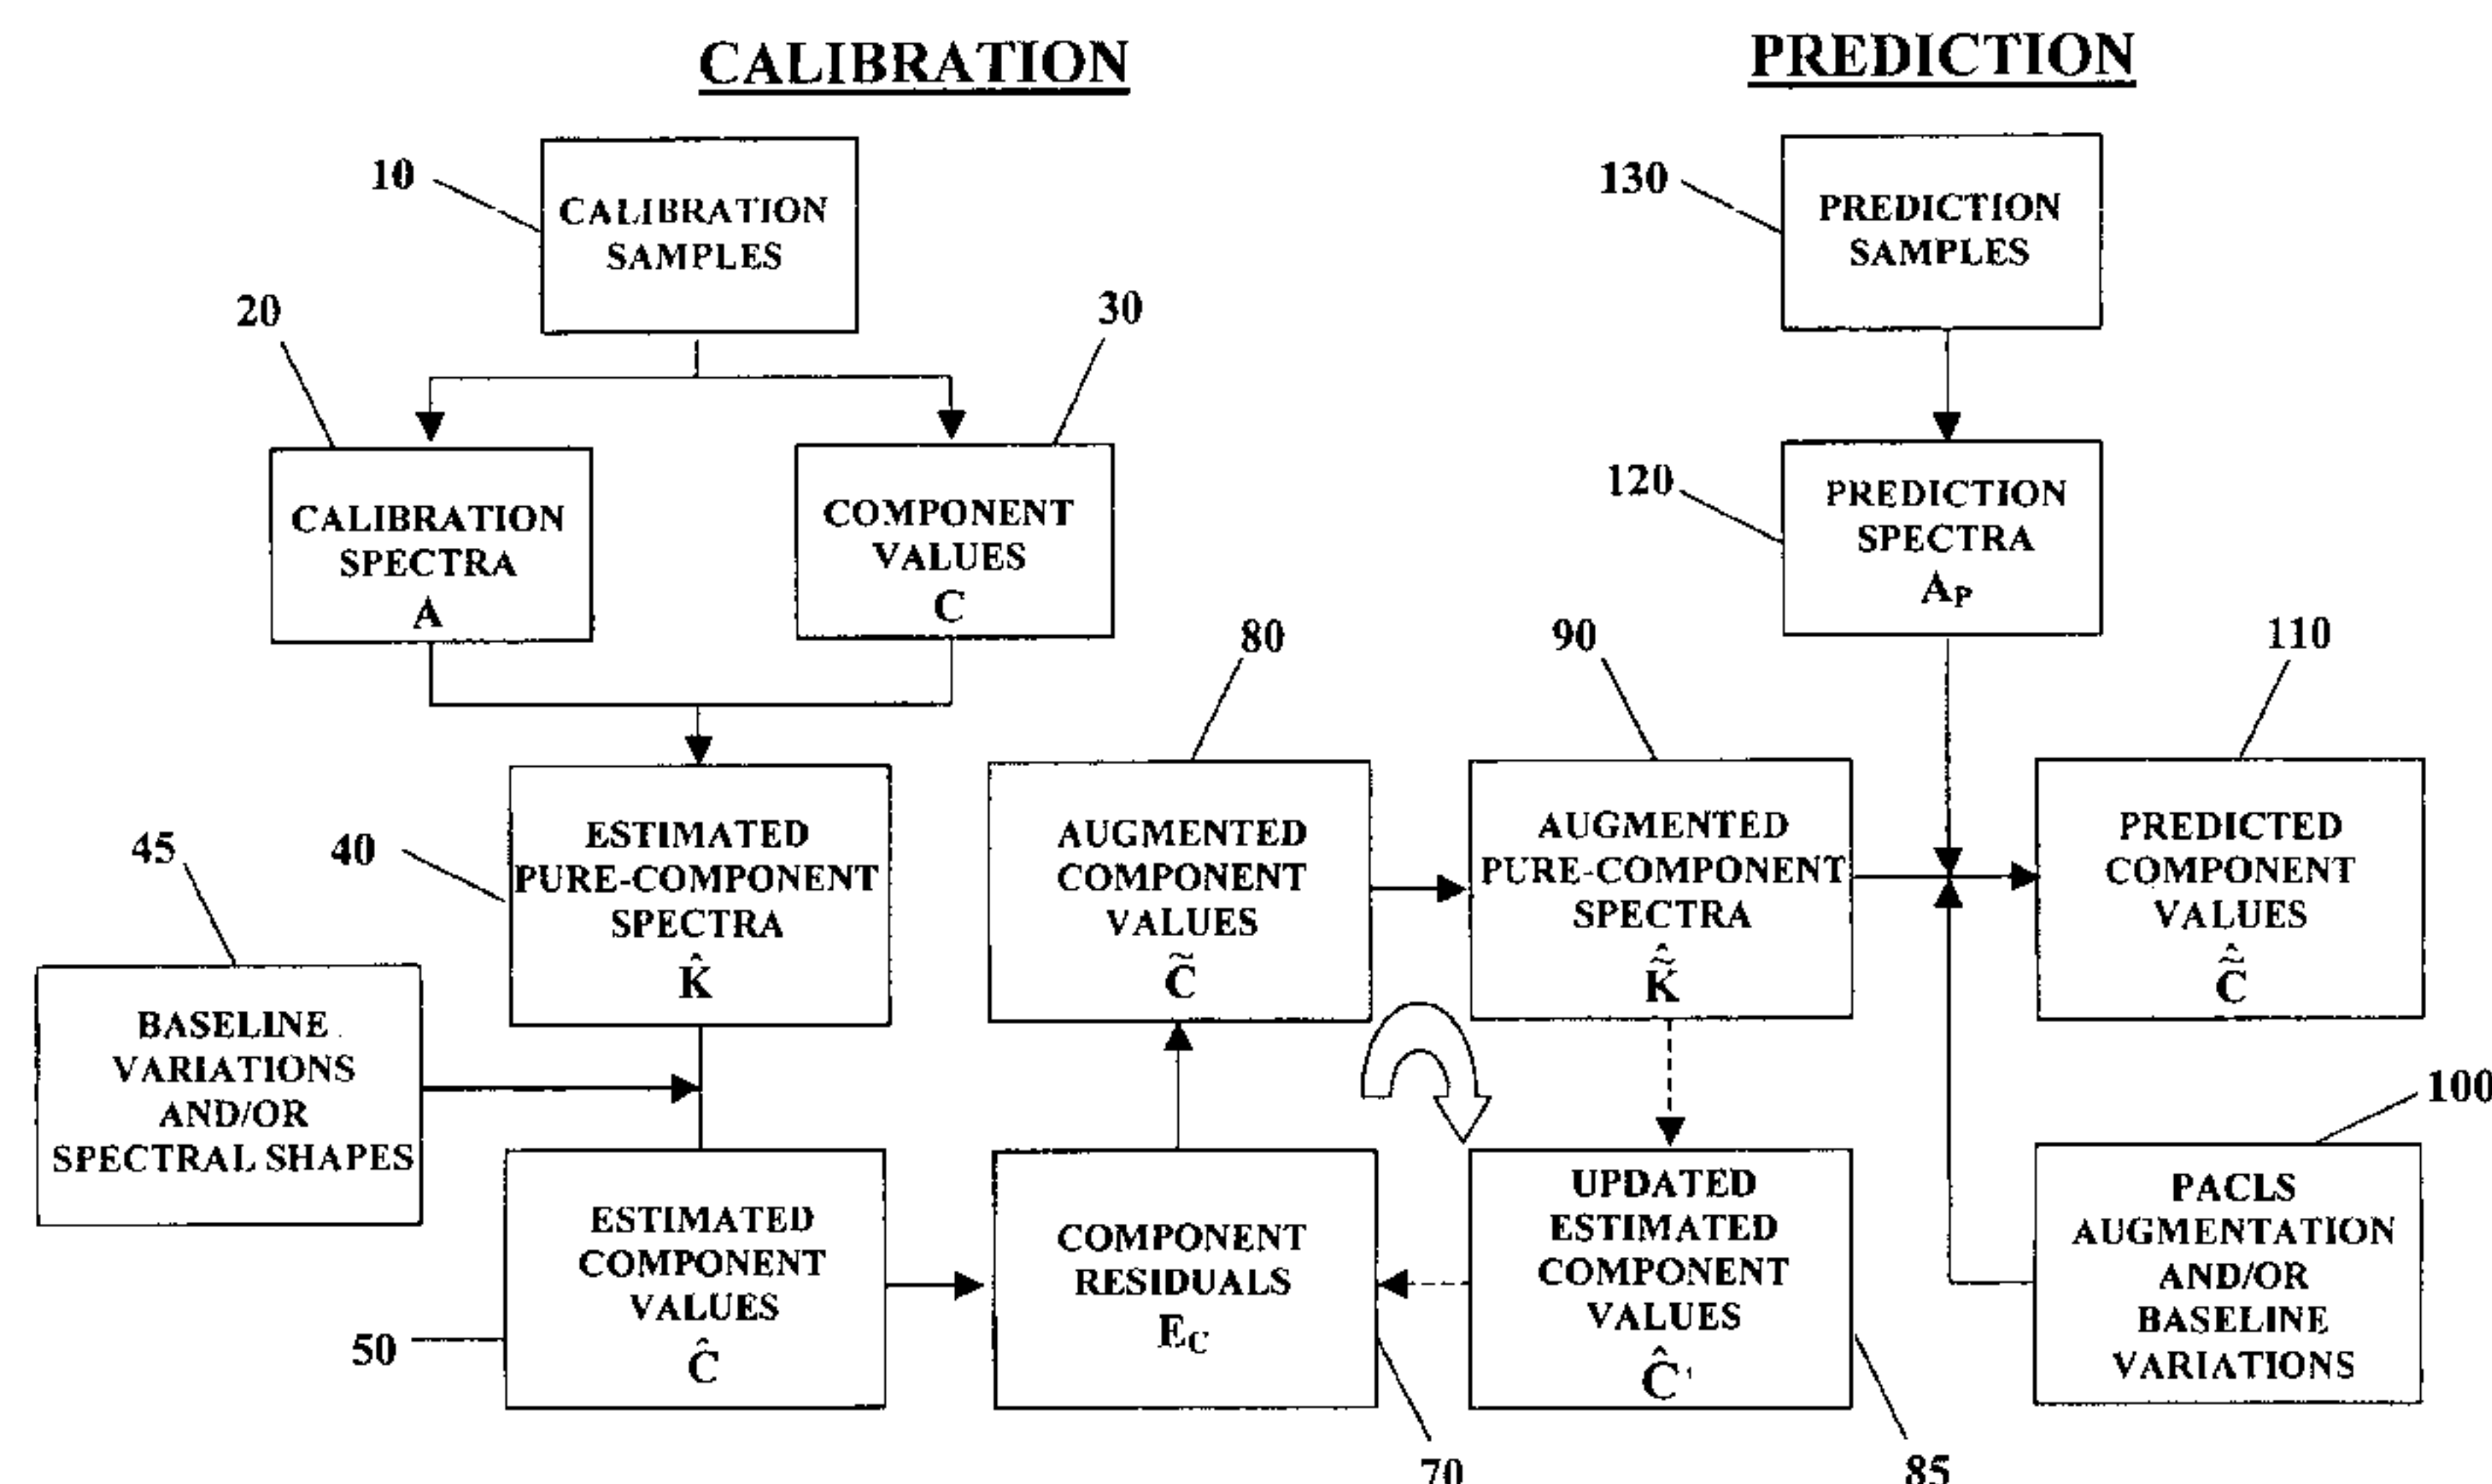 CALIBRATION
PREDICTION
10
CALIBRATION
SAMPLES
130
PREDICTION
SAMPLES
20
30
CALIBRATION
SPECTRA
A
COMPONENT
VALUES
C
120
PREDICTION
SPECTRA
Aₚ
80
90
110
45
40
ESTIMATED
PURE-COMPONENT
SPECTRA
K̂
AUGMENTED
COMPONENT
VALUES
C̃
AUGMENTED
PURE-COMPONENT
SPECTRA
K̃̂
PREDICTED
COMPONENT
VALUES
C̃̂
BASELINE
VARIATIONS
AND/OR
SPECTRAL SHAPES
100
50
ESTIMATED
COMPONENT
VALUES
Ĉ
COMPONENT
RESIDUALS
E_C
UPDATED
ESTIMATED
COMPONENT
VALUES
Ĉ'
PACLS
AUGMENTATION
AND/OR
BASELINE
VARIATIONS
70
85